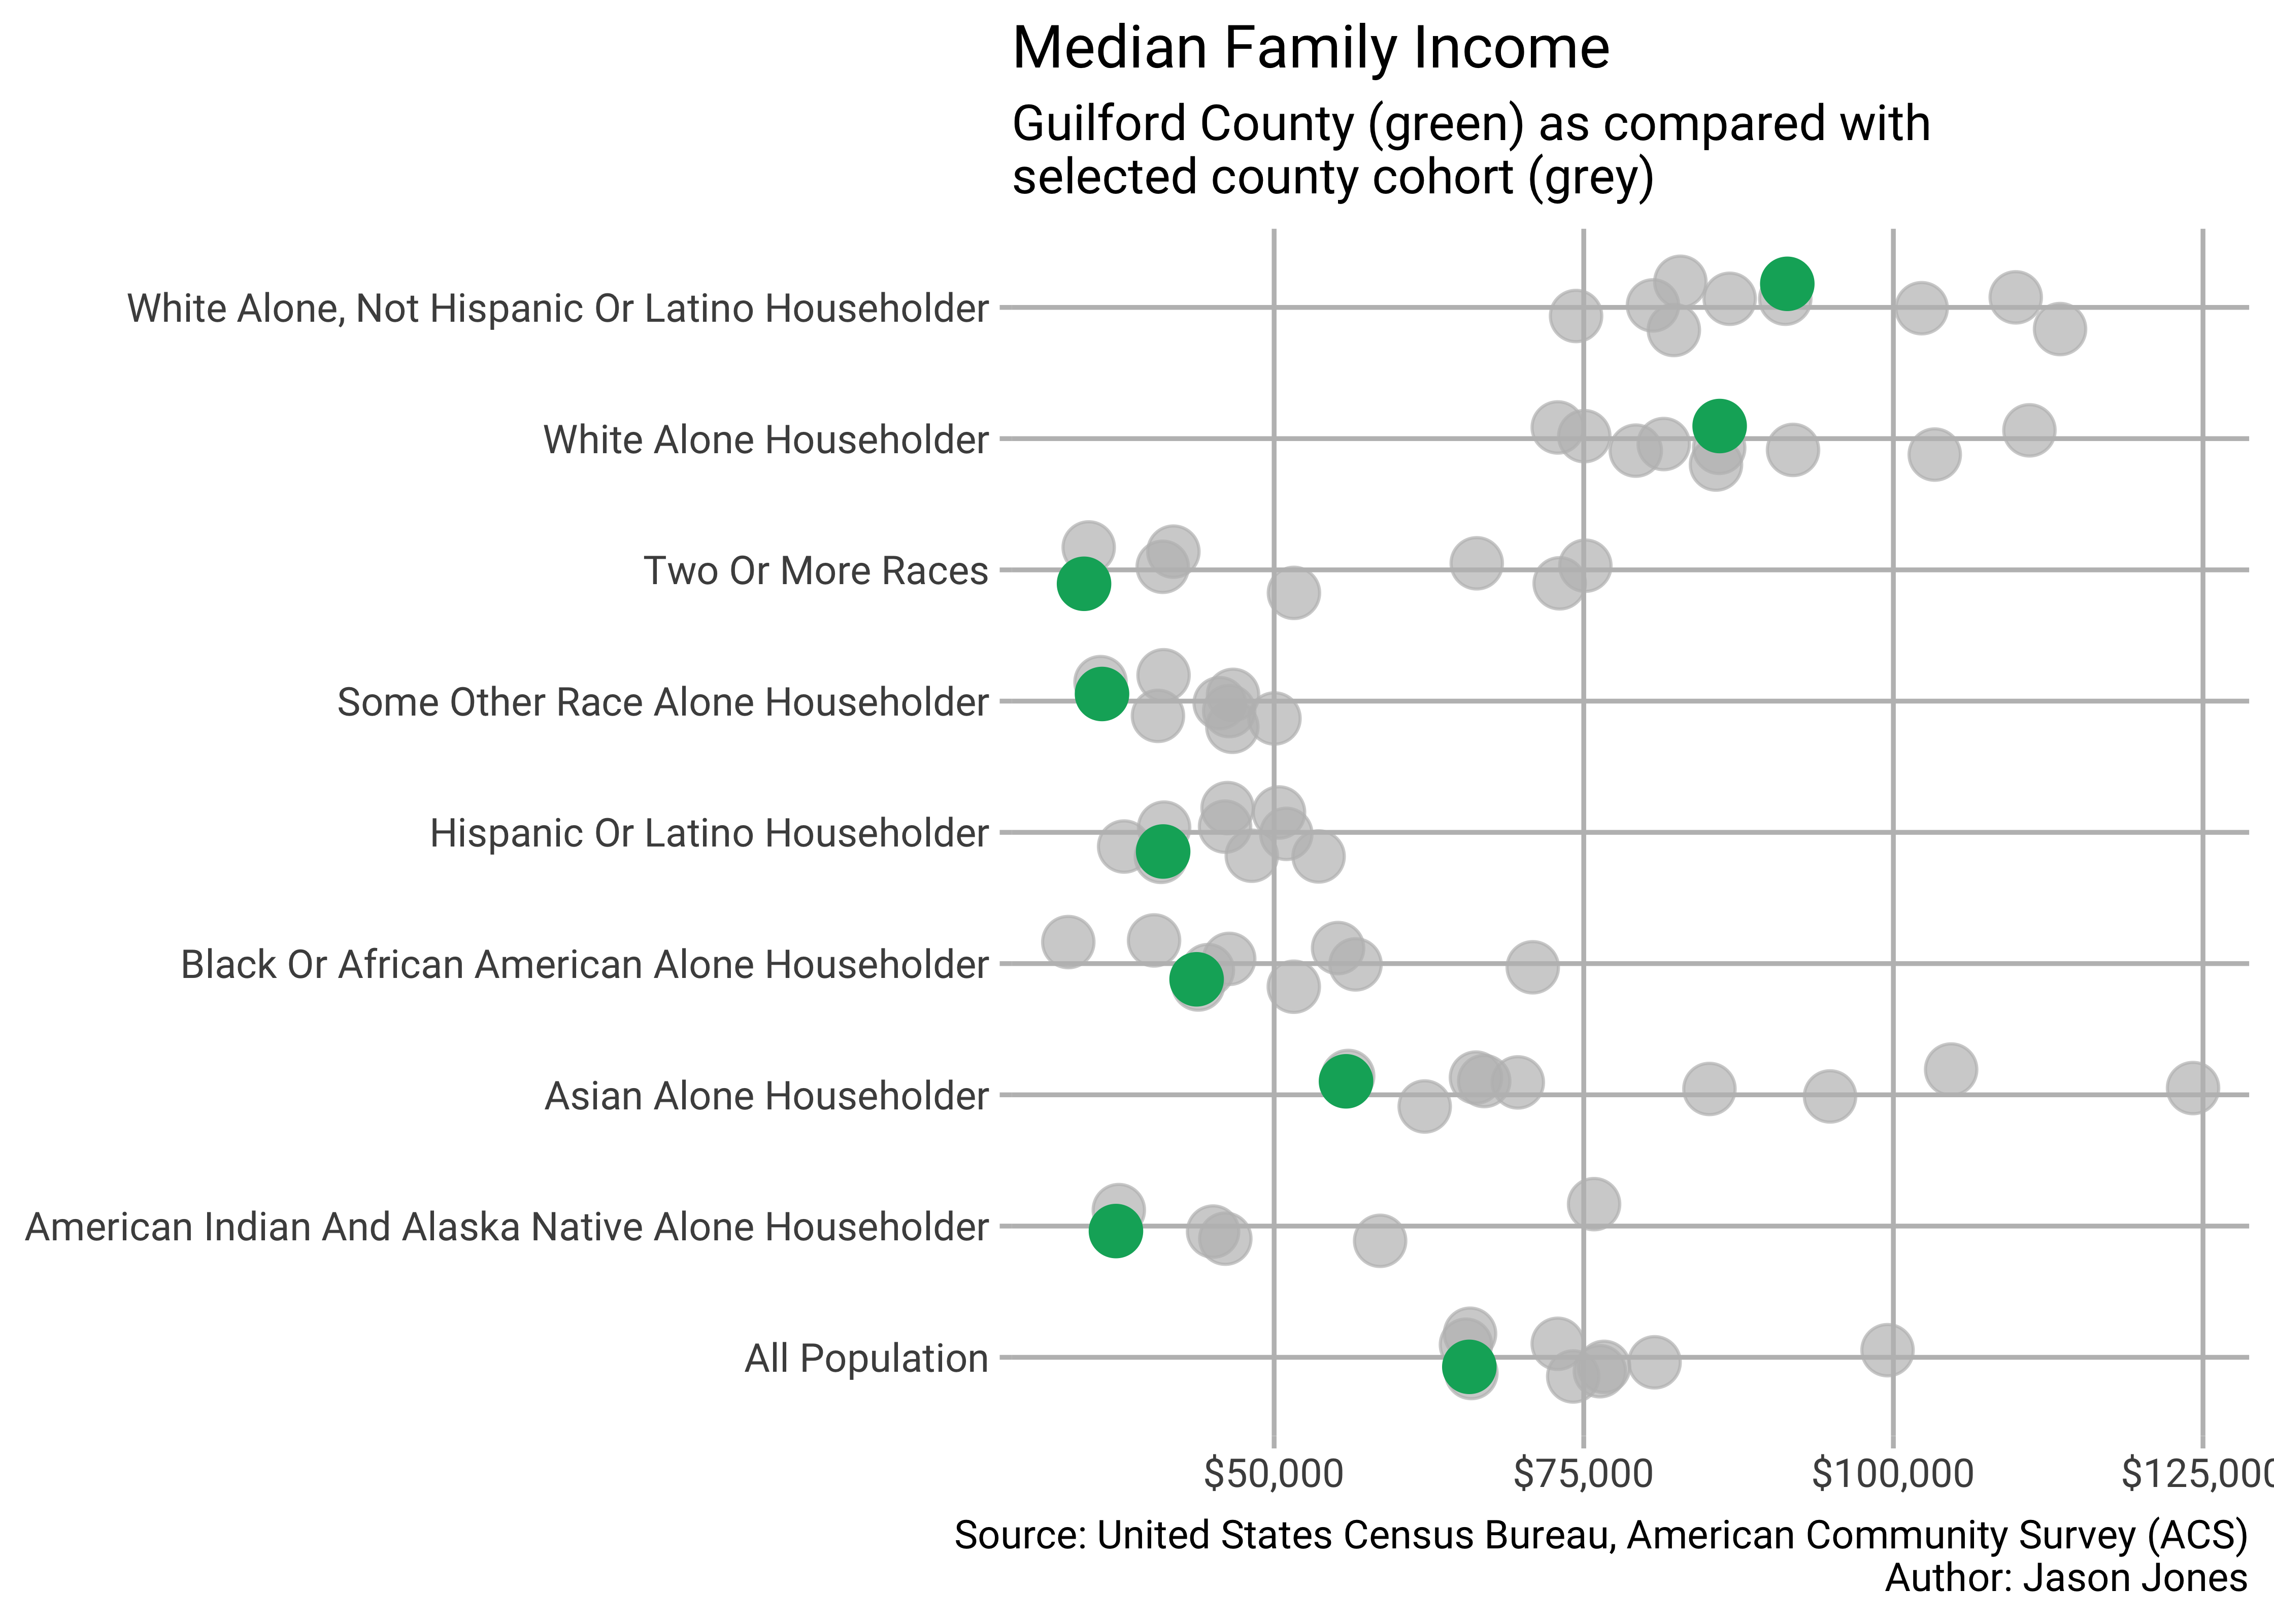 Median Family Income
Guilford County (green) as compared with
selected county cohort (grey)
White Alone, Not Hispanic Or Latino Householder
White Alone Householder
Two Or More Races
Some Other Race Alone Householder
Hispanic Or Latino Householder
Black Or African American Alone Householder
Asian Alone Householder
American Indian And Alaska Native Alone Householder
All Population
$50,000 $75,000 $100,000 $125,000
Source: United States Census Bureau, American Community Survey (ACS)
Author: Jason Jones